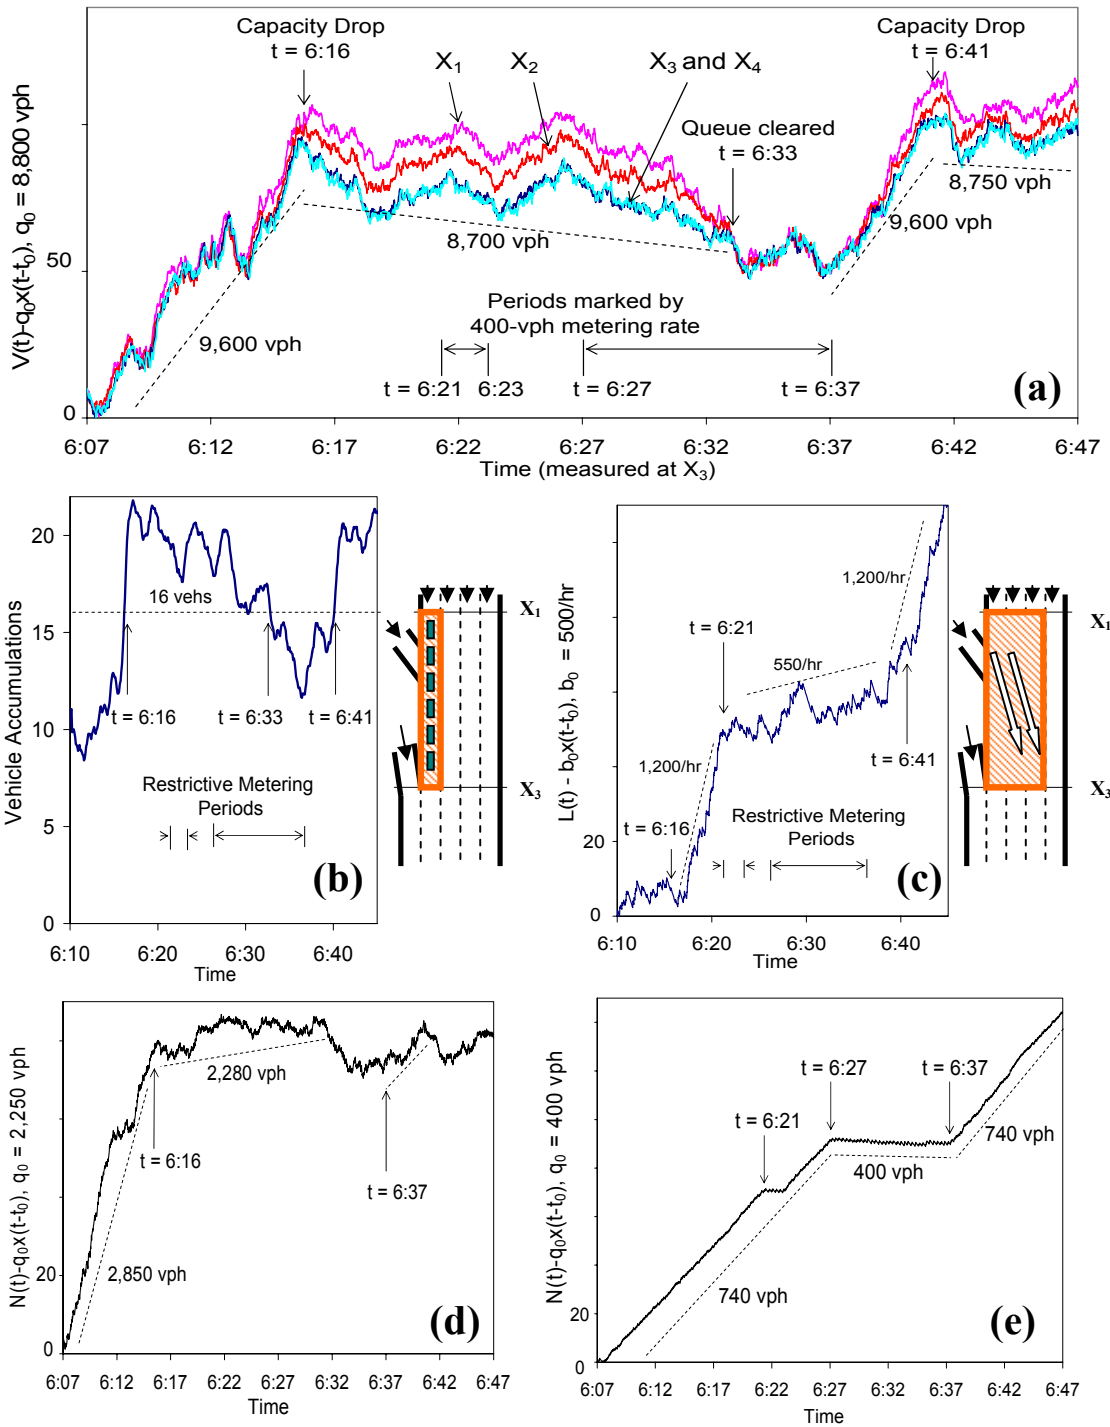 V(t)-q₀x(t-t₀), q₀ = 8,800 vph
50
0
Capacity Drop
t = 6:16
X₁
X₂
X₃ and X₄
Queue cleared
t = 6:33
Capacity Drop
t = 6:41
8,750 vph
9,600 vph
8,700 vph
9,600 vph
Periods marked by
400-vph metering rate
t = 6:21
6:23
t = 6:27
t = 6:37
(a)
6:07
6:12
6:17
6:22
6:27
6:32
6:37
6:42
6:47
Time (measured at X₃)
Vehicle Accumulations
20
15
10
5
0
16 vehs
t = 6:16
t = 6:33
t = 6:41
Restrictive Metering
Periods
(b)
6:10
6:20
6:30
6:40
Time
X₁
X₃
L(t) - b₀x(t-t₀), b₀ = 500/hr
20
0
1,200/hr
t = 6:21
550/hr
1,200/hr
t = 6:41
t = 6:16
Restrictive Metering
Periods
(c)
6:10
6:20
6:30
6:40
Time
X₁
X₃
N(t)-q₀x(t-t₀), q₀ = 2,250 vph
20
0
2,280 vph
t = 6:16
t = 6:37
2,850 vph
(d)
6:07
6:12
6:17
6:22
6:27
6:32
6:37
6:42
6:47
Time
N(t)-q₀x(t-t₀), q₀ = 400 vph
20
0
t = 6:27
t = 6:37
t = 6:21
740 vph
400 vph
740 vph
(e)
6:07
6:12
6:17
6:22
6:27
6:32
6:37
6:42
6:47
Time